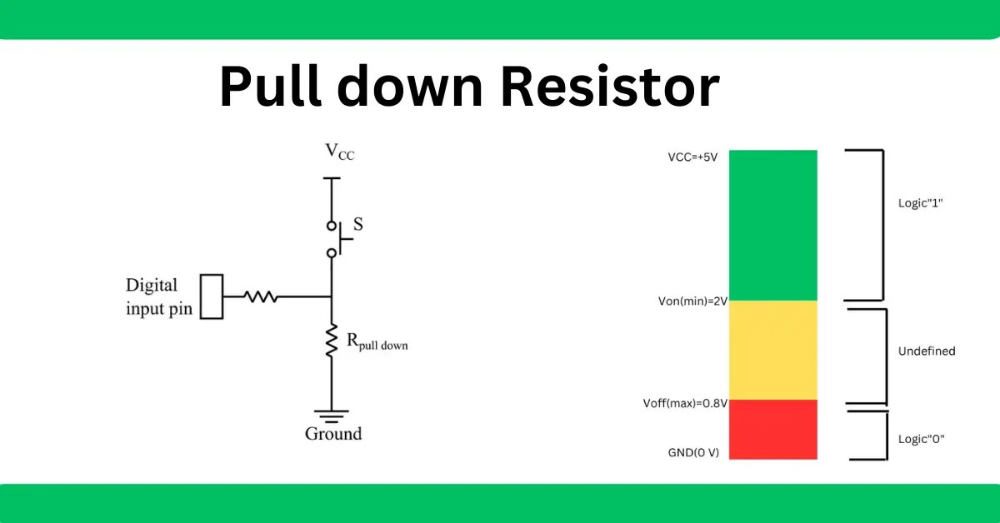 Pull down Resistor
VCC
S
Digital
input pin
Rpull down
Ground
VCC=+5V
Logic"1"
Von(min)=2V
Undefined
Voff(max)=0.8V
Logic"0"
GND(0 V)